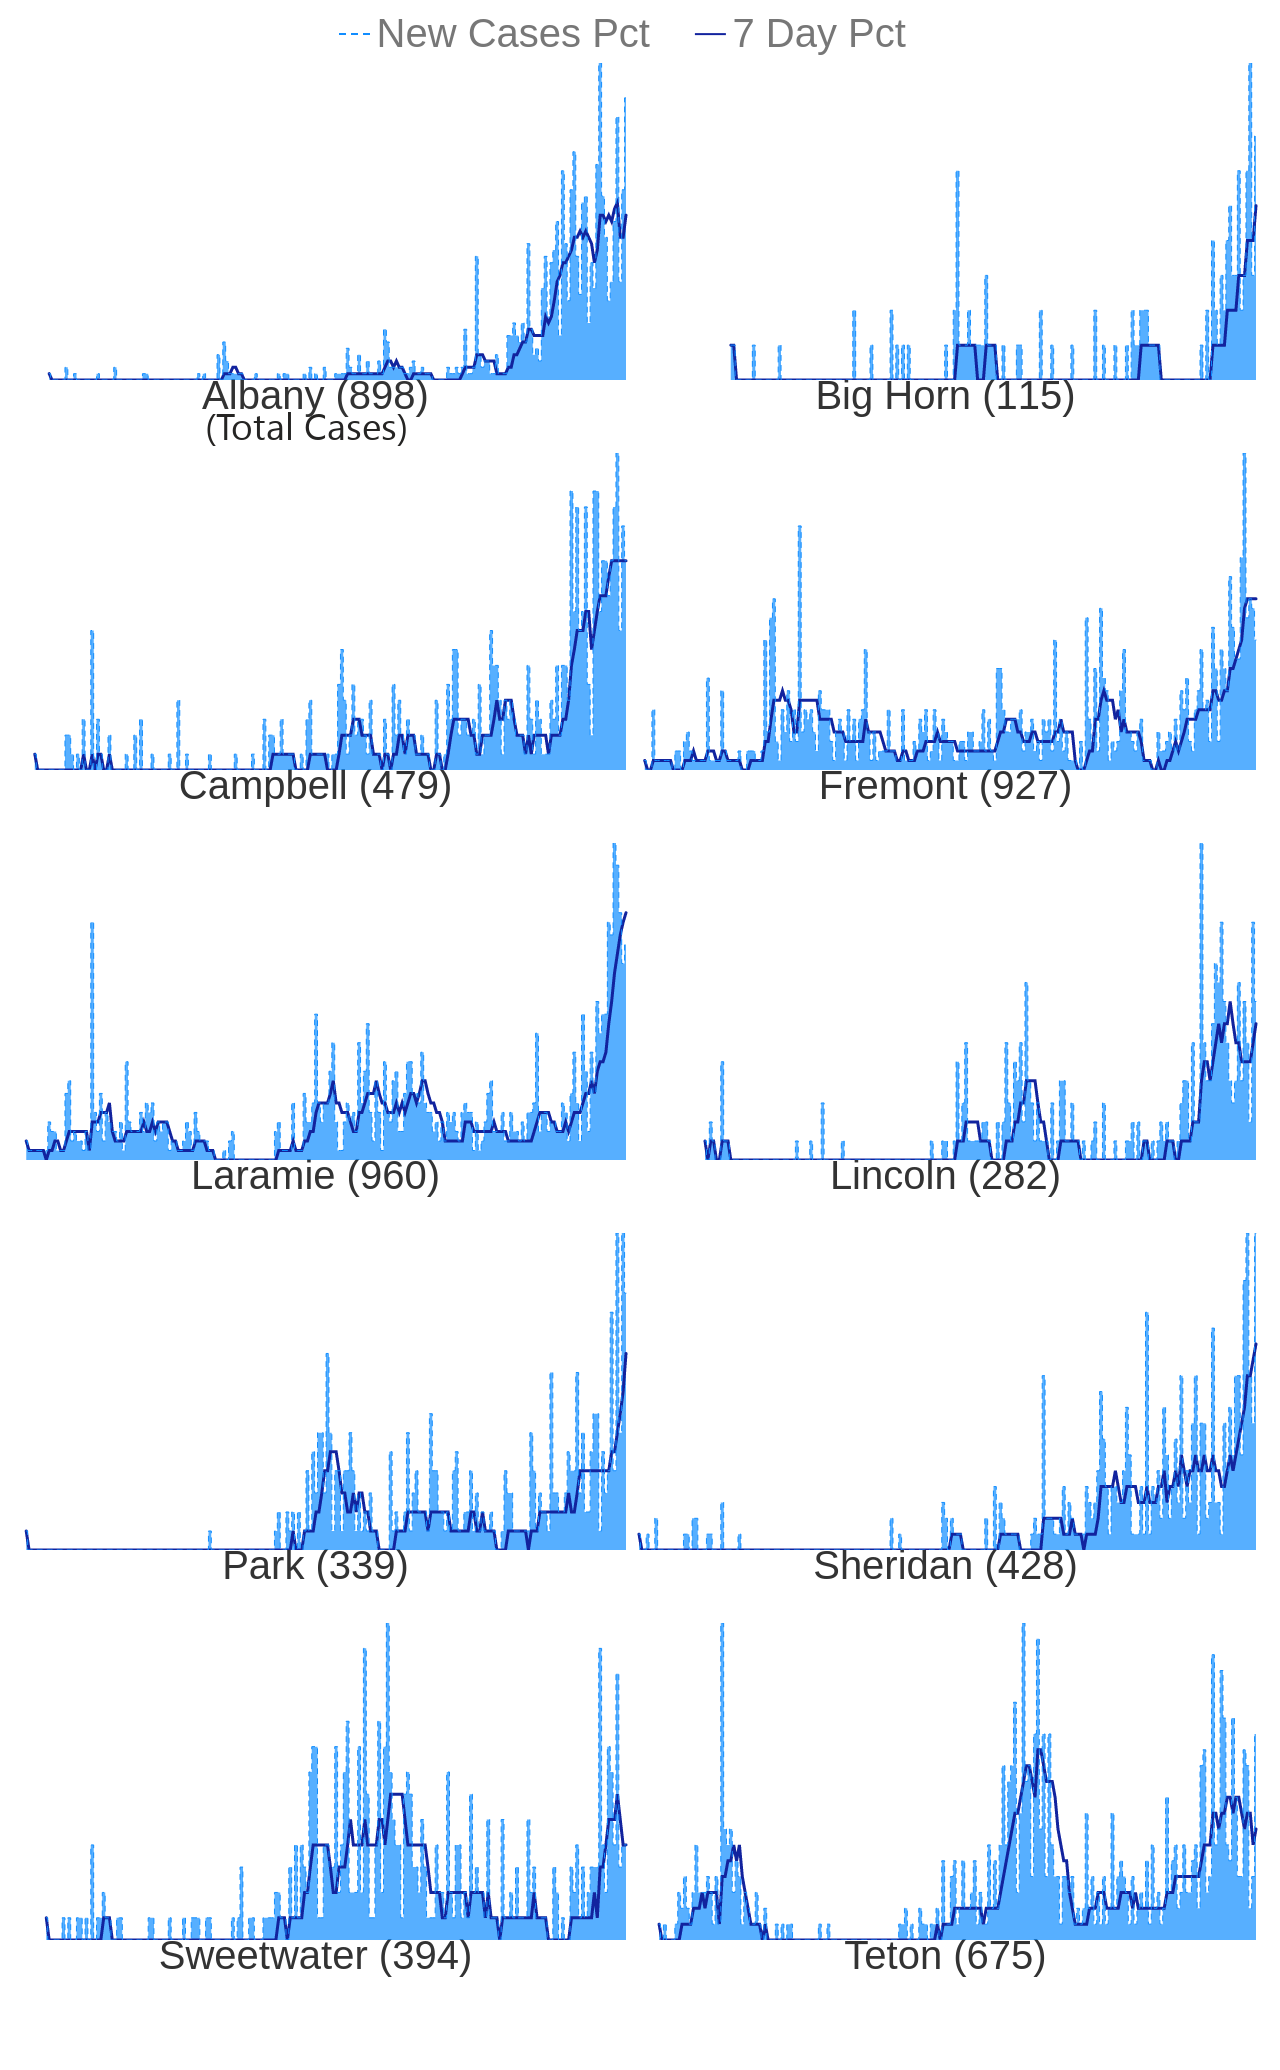 New Cases Pct 7 Day Pct
Albany (898) Big Horn (115)
(Total Cases)
Campbell (479) Fremont (927)
Laramie (960) Lincoln (282)
Park (339) Sheridan (428)
Sweetwater (394) Teton (675)